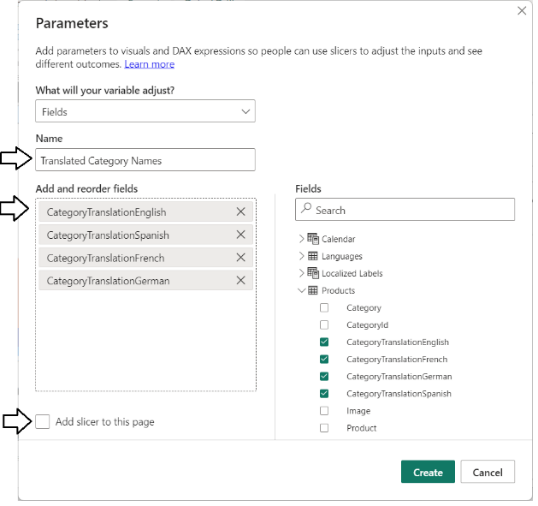 Parameters
Add parameters to visuals and DAX expressions so people can use slicers to adjust the inputs and see
different outcomes. Learn more
What will your variable adjust?
Fields
Name
Translated Category Names
Add and reorder fields
CategoryTranslationEnglish
CategoryTranslationSpanish
CategoryTranslationFrench
CategoryTranslationGerman
Add slicer to this page
Fields
Search
Calendar
Languages
Localized Labels
Products
Category
CategoryId
CategoryTranslationEnglish
CategoryTranslationFrench
CategoryTranslationGerman
CategoryTranslationSpanish
Image
Product
Create
Cancel